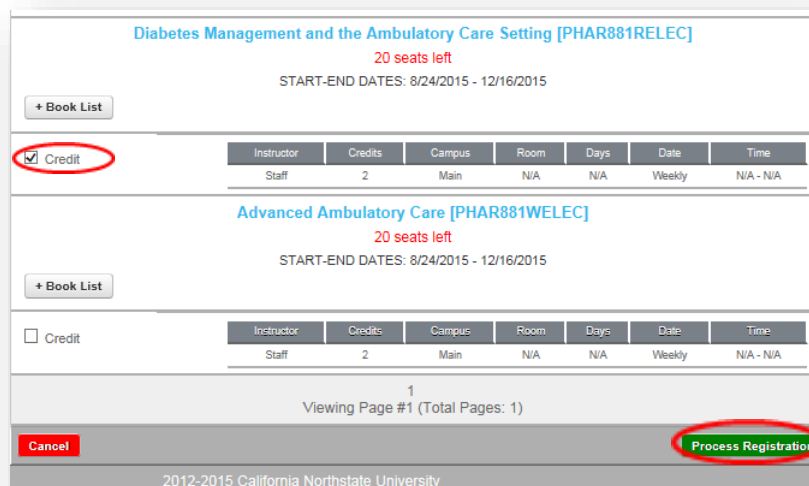 Diabetes Management and the Ambulatory Care Setting [PHAR881RELEC]
20 seats left
START-END DATES: 8/24/2015 - 12/16/2015
+ Book List
Credit Instructor Credits Campus Room Days Date Time
Staff 2 Main N/A N/A Weekly N/A - N/A
Advanced Ambulatory Care [PHAR881WELEC]
20 seats left
START-END DATES: 8/24/2015 - 12/16/2015
+ Book List
Credit Instructor Credits Campus Room Days Date Time
Staff 2 Main N/A N/A Weekly N/A - N/A
1
Viewing Page #1 (Total Pages: 1)
Cancel Process Registration
2012-2015 California Northstate University